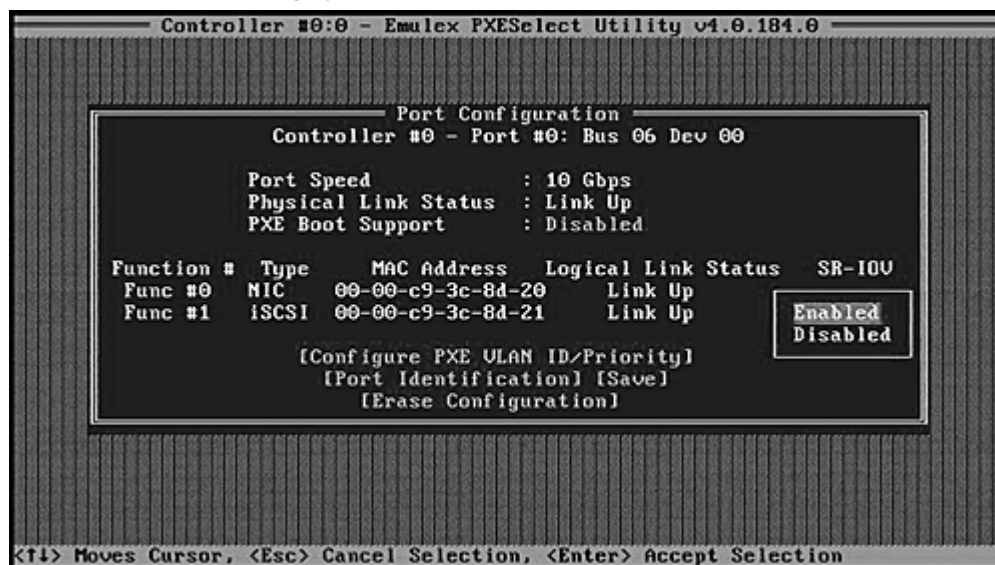 Controller #0:0 - Emulex PXESelect Utility v4.0.184.0
Port Configuration
Controller #0 - Port #0: Bus 06 Dev 00
Port Speed : 10 Gbps
Physical Link Status : Link Up
PXE Boot Support : Disabled
Function # Type MAC Address Logical Link Status SR-IOV
Func #0 NIC 00-00-c9-3c-8d-20 Link Up Enabled
Func #1 iSCSI 00-00-c9-3c-8d-21 Link Up Disabled
[Configure PXE VLAN ID/Priority]
[Port Identification] [Save]
[Erase Configuration]
<↑↓> Moves Cursor, <Esc> Cancel Selection, <Enter> Accept Selection